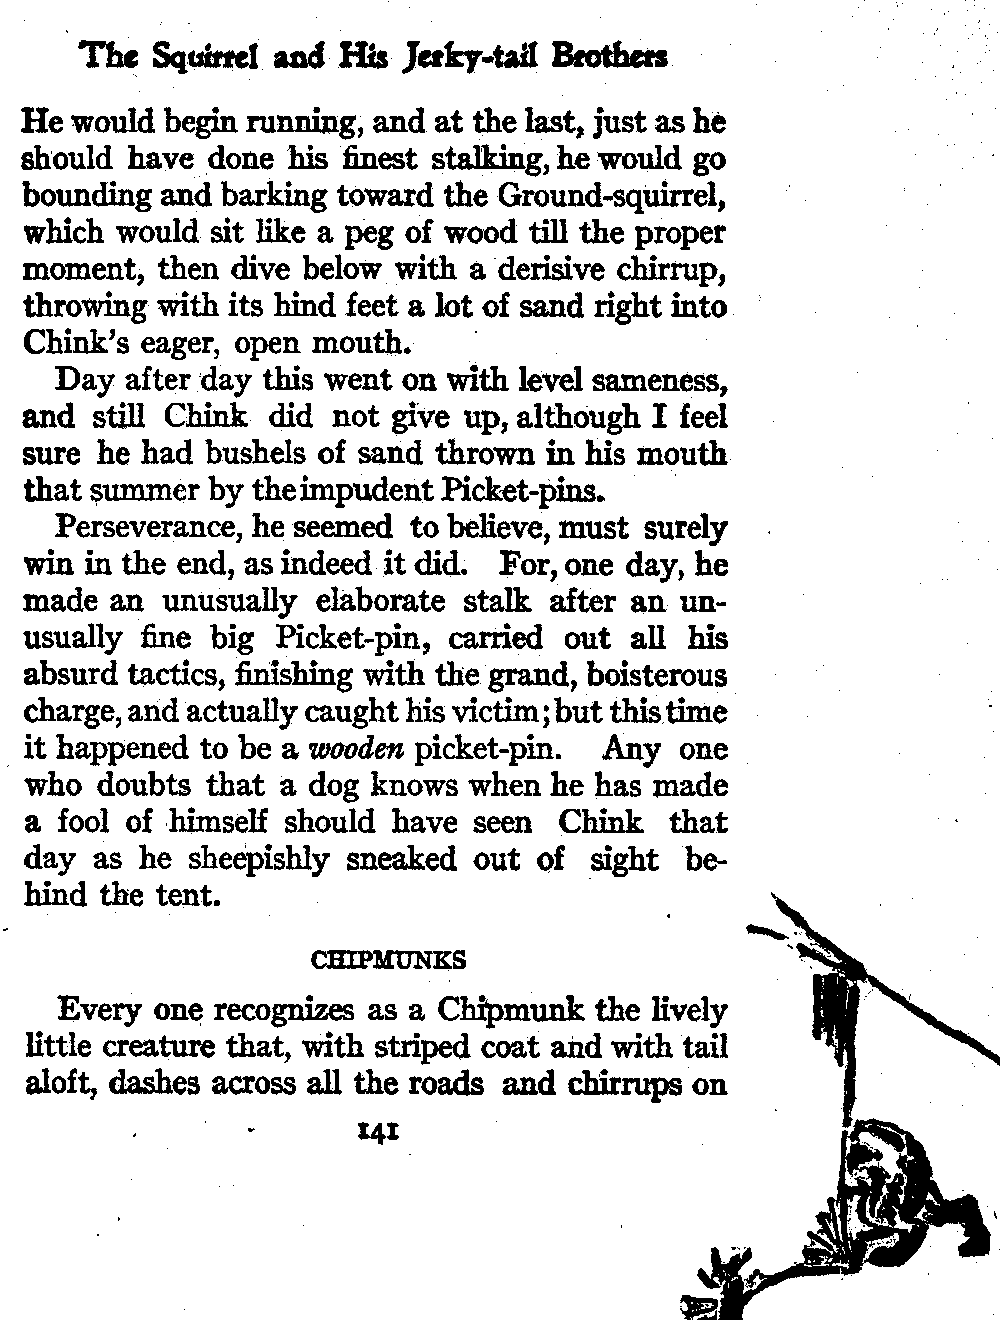 The Squirrel and His Jerky-tail Brothers
He would begin running, and at the last, just as he
should have done his finest stalking, he would go
bounding and barking toward the Ground-squirrel,
which would sit like a peg of wood till the proper
moment, then dive below with a derisive chirrup,
throwing with its hind feet a lot of sand right into
Chink's eager, open mouth.
Day after day this went on with level sameness,
and still Chink did not give up, although I feel
sure he had bushels of sand thrown in his mouth
that summer by the impudent Picket-pins.
Perseverance, he seemed to believe, must surely
win in the end, as indeed it did. For, one day, he
made an unusually elaborate stalk after an un-
usually fine big Picket-pin, carried out all his
absurd tactics, finishing with the grand, boisterous
charge, and actually caught his victim; but this time
it happened to be a wooden picket-pin. Any one
who doubts that a dog knows when he has made
a fool of himself should have seen Chink that
day as he sheepishly sneaked out of sight be-
hind the tent.
CHIPMUNKS
Every one recognizes as a Chipmunk the lively
little creature that, with striped coat and with tail
aloft, dashes across all the roads and chirrups on
141